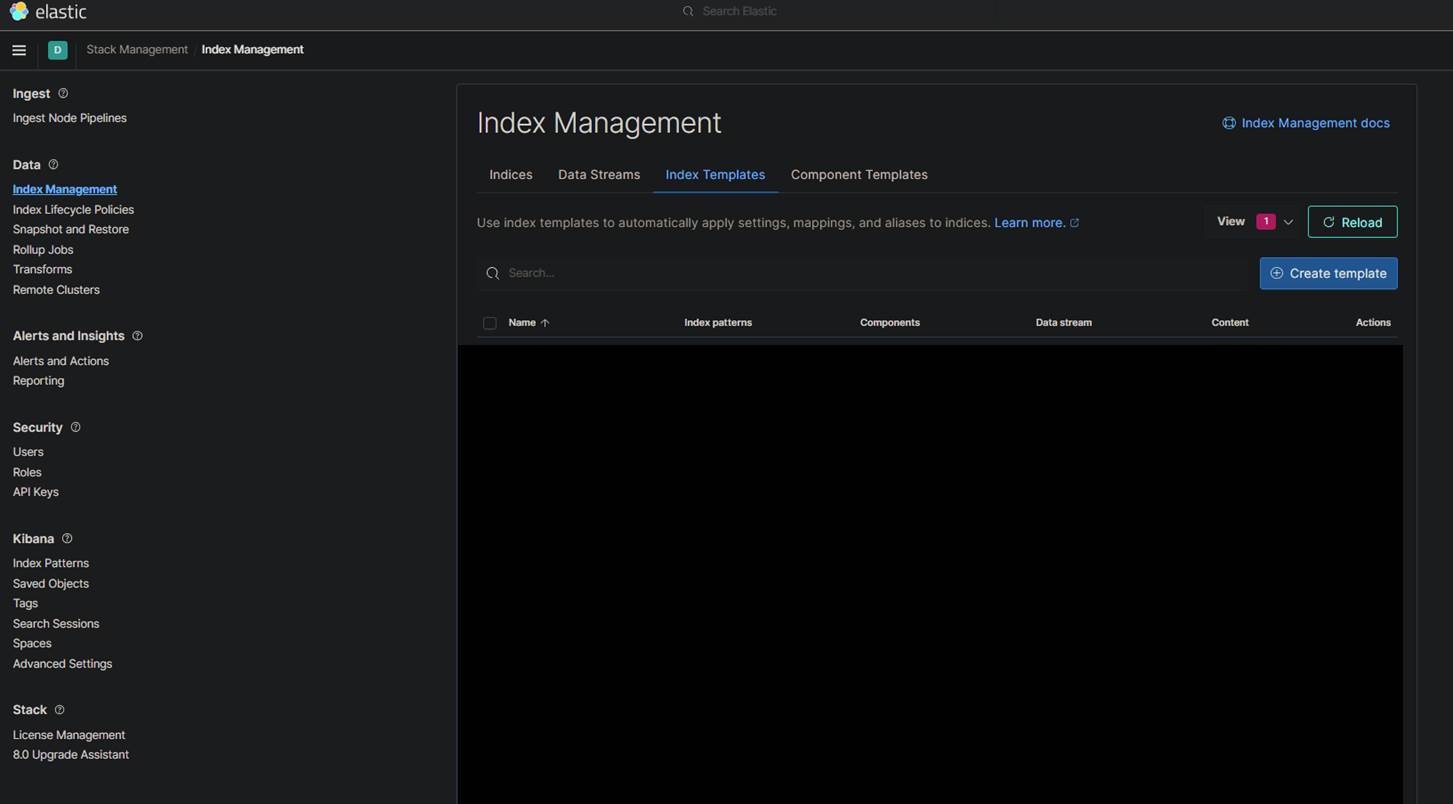 elastic
Search Elastic
D
Stack Management / Index Management
Ingest
Ingest Node Pipelines
Data
Index Management
Index Lifecycle Policies
Snapshot and Restore
Rollup Jobs
Transforms
Remote Clusters
Alerts and Insights
Alerts and Actions
Reporting
Security
Users
Roles
API Keys
Kibana
Index Patterns
Saved Objects
Tags
Search Sessions
Spaces
Advanced Settings
Stack
License Management
8.0 Upgrade Assistant
Index Management
Index Management docs
Indices Data Streams Index Templates Component Templates
Use index templates to automatically apply settings, mappings, and aliases to indices. Learn more.
View 1
Reload
Search...
Create template
Name Index patterns Components Data stream Content Actions